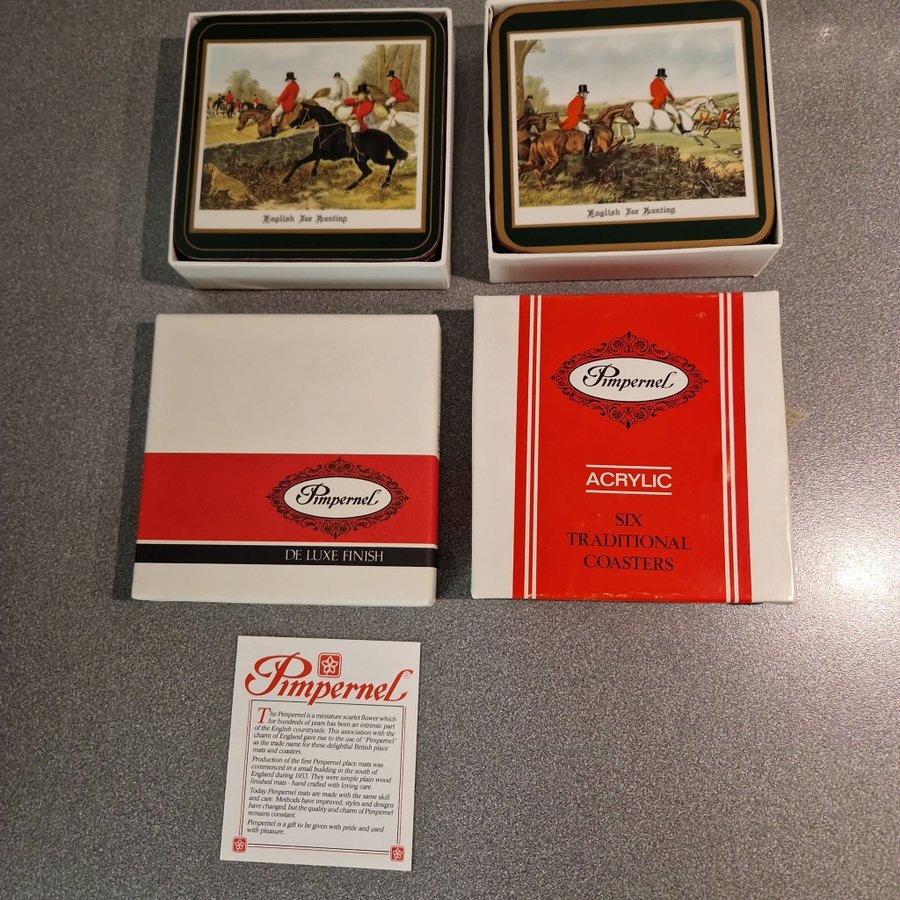 English Fox Hunting
English Fox Hunting
Pimpernel
DE LUXE FINISH
Pimpernel
ACRYLIC
SIX
TRADITIONAL
COASTERS
Pimpernel
The Pimpernel is a miniature scarlet flower which
for hundreds of years has been an intrinsic part
of the English countryside. This association with the
charm of England gave rise to the use of "Pimpernel"
as the trade name for these delightful British place
mats and coasters.
Production of the first Pimpernel place mats was
commenced in a small building in the south of
England during 1933. They were simple plain wood
finished mats - hand crafted with loving care.
Today Pimpernel mats are made with the same skill
and care. Methods have improved, styles and designs
have changed, but the quality and charm of Pimpernel
remains constant.
Pimpernel is a gift to be given with pride and used
with pleasure.